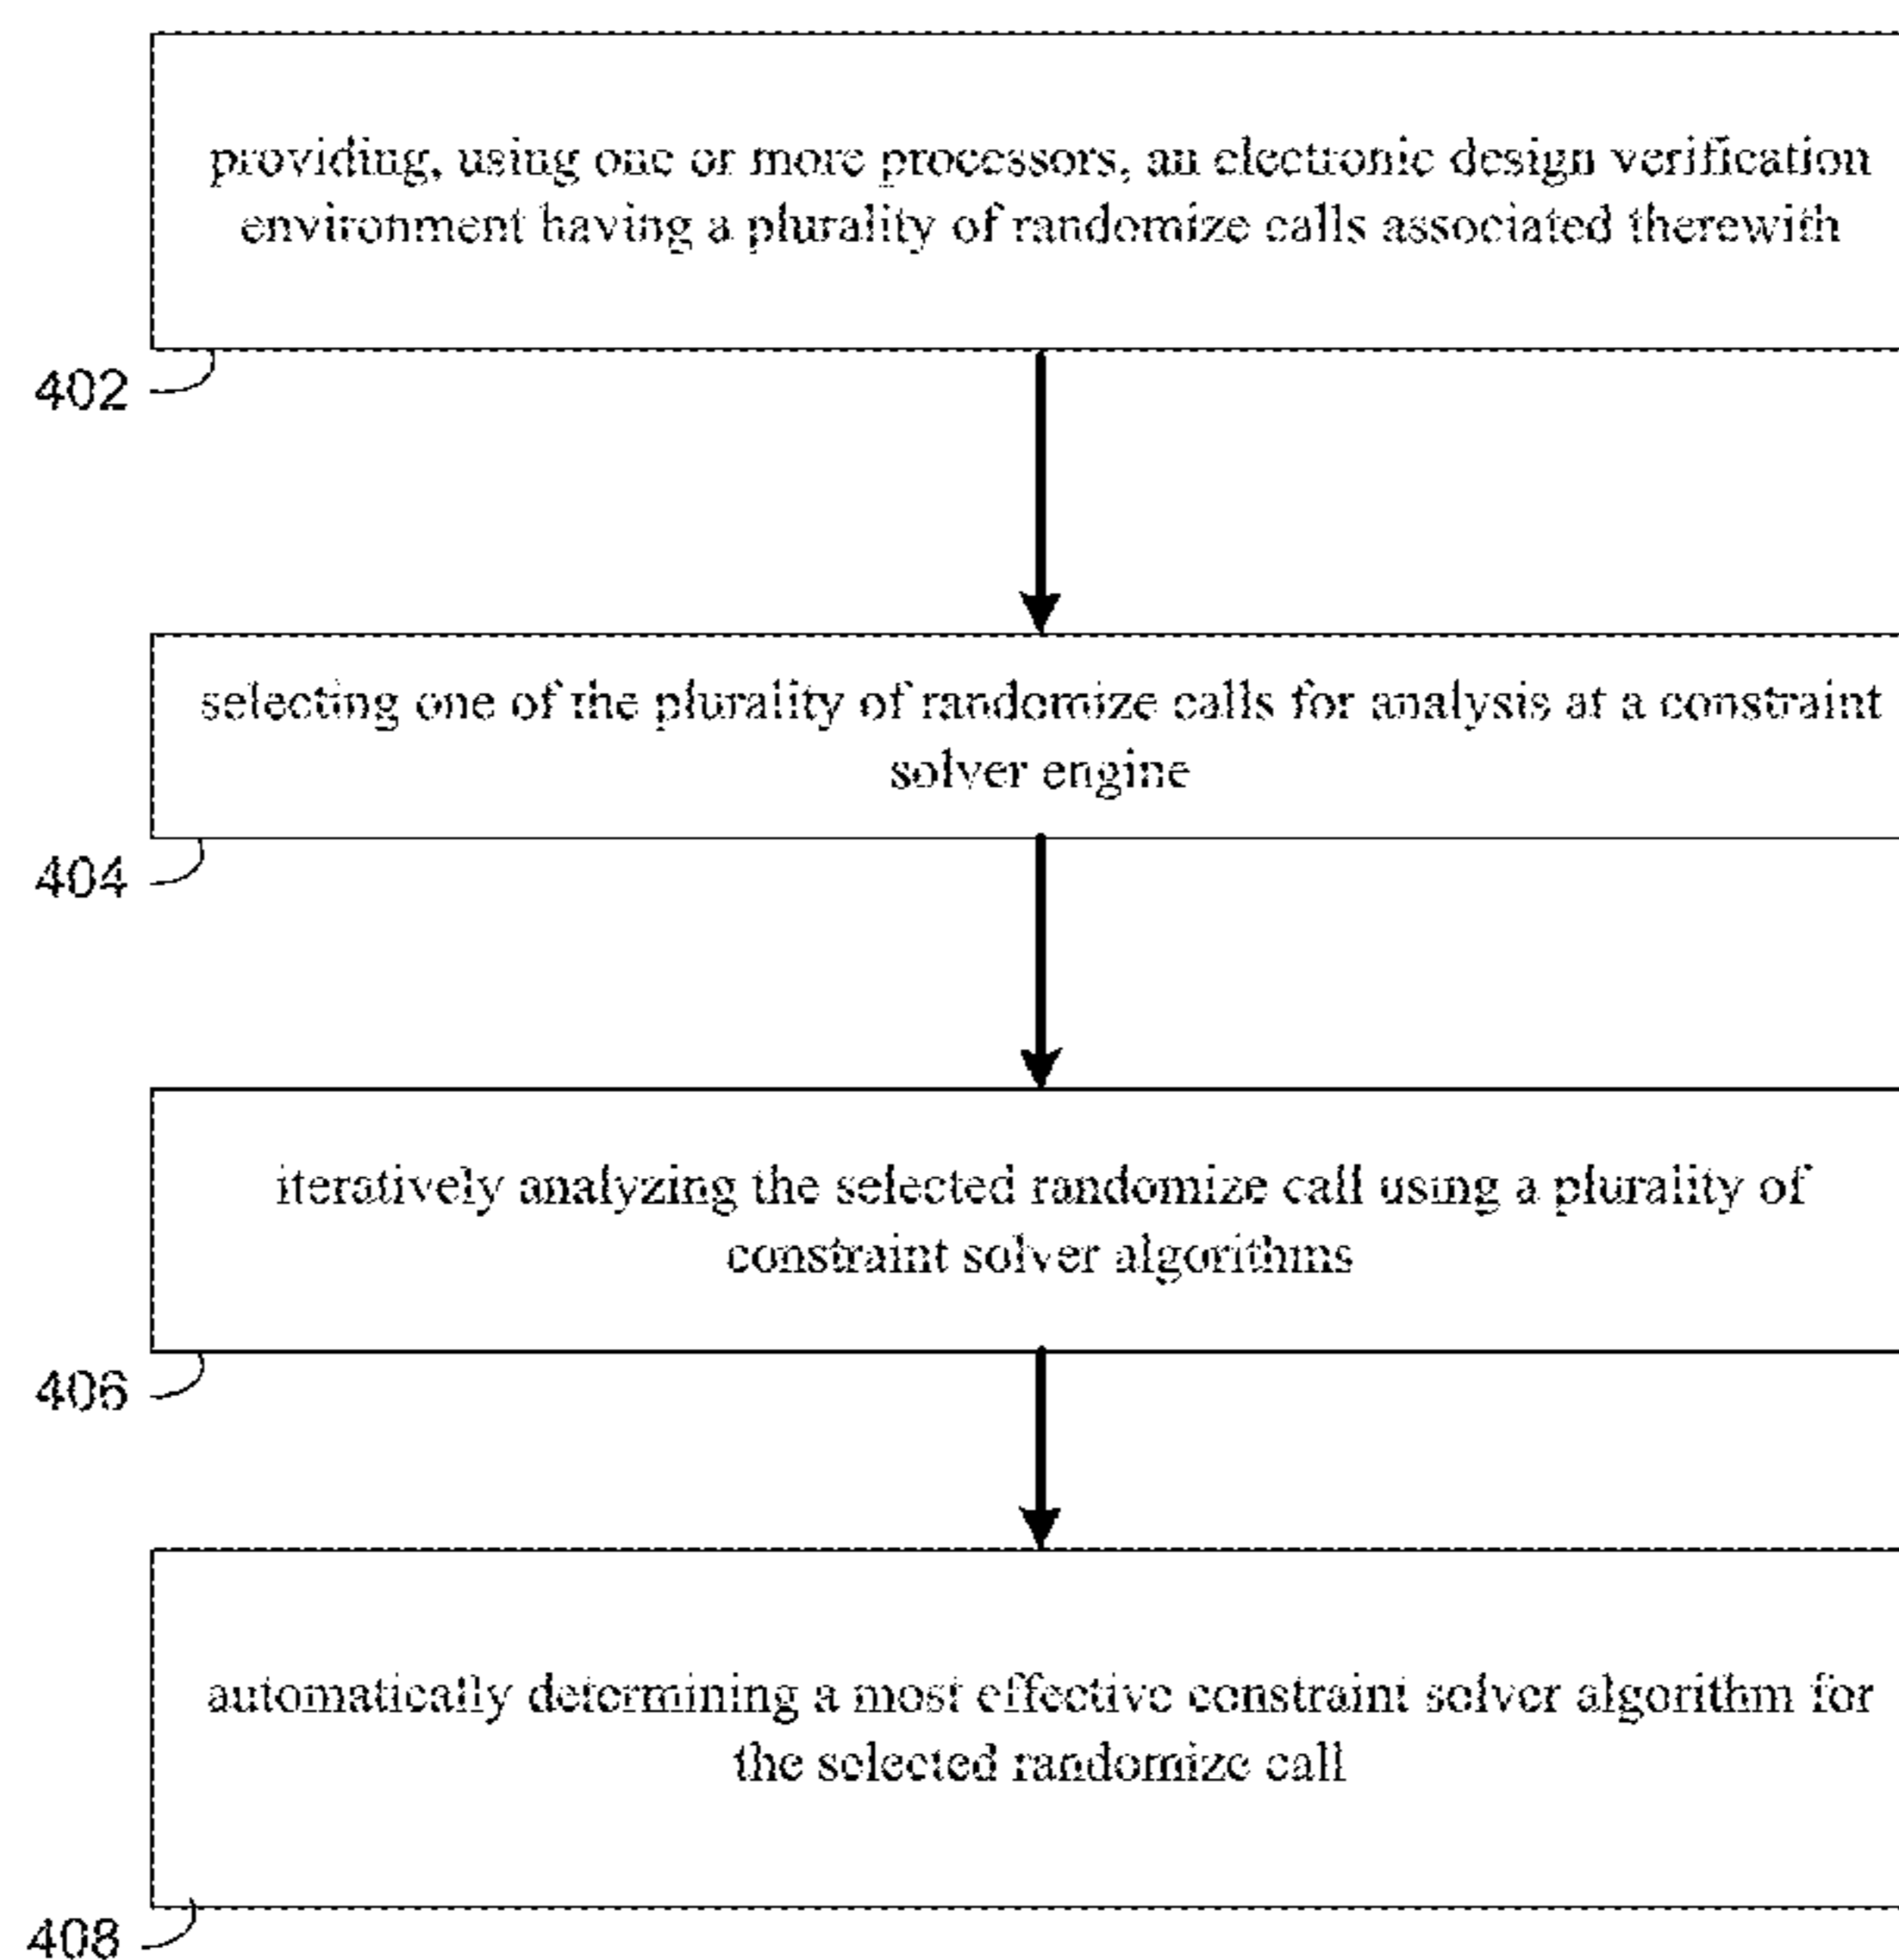 providing, using one or more processors, an electronic design verification
environment having a plurality of randomize calls associated therewith
402
selecting one of the plurality of randomize calls for analysis at a constraint
solver engine
404
iteratively analyzing the selected randomize call using a plurality of
constraint solver algorithms
406
automatically determining a most effective constraint solver algorithm for
the selected randomize call
408